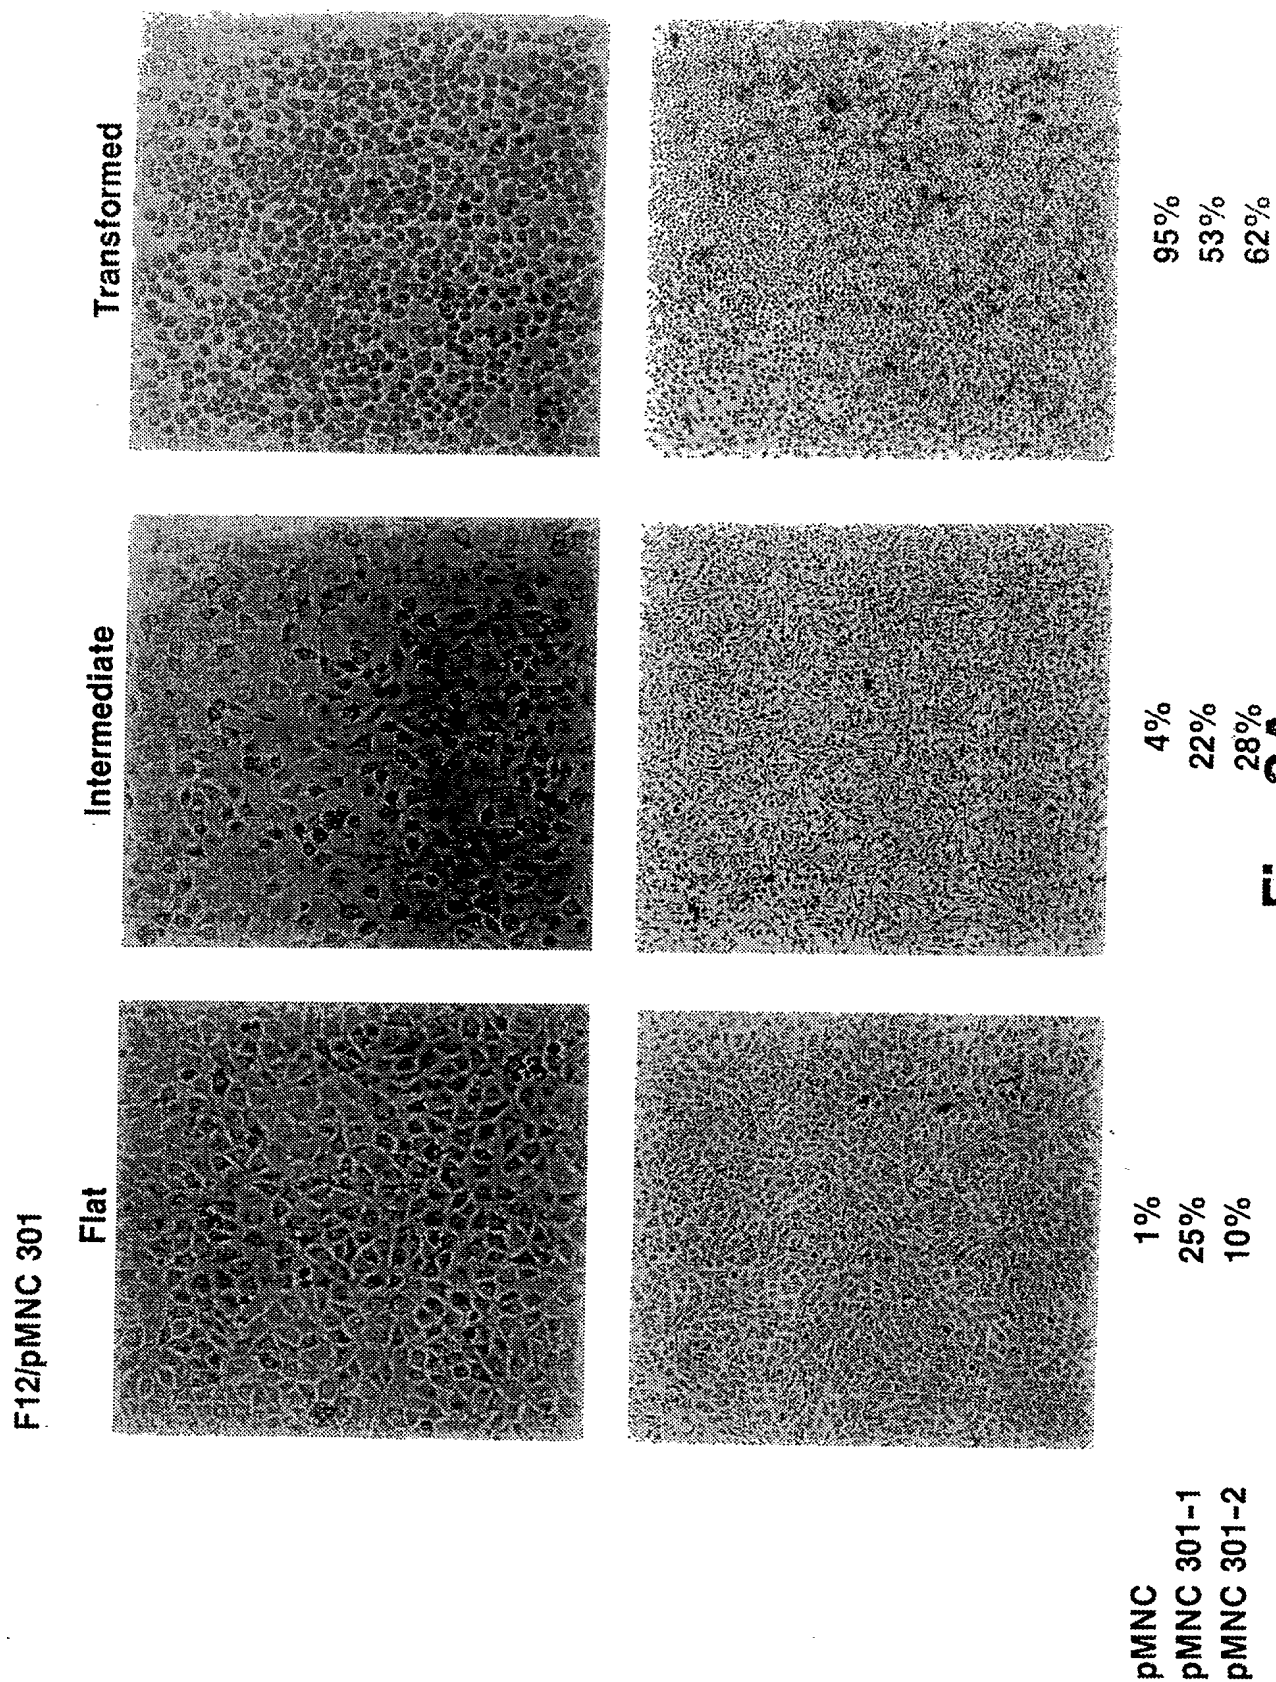 F12/pMNC 301
Flat Intermediate Transformed
pMNC 1% 4% 95%
pMNC 301-1 25% 22% 53%
pMNC 301-2 10% 28% 62%